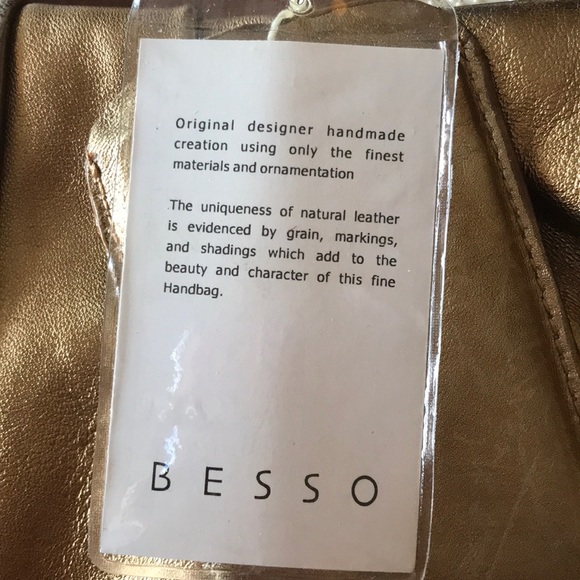 Original designer handmade
creation using only the finest
materials and ornamentation
The uniqueness of natural leather
is evidenced by grain, markings,
and shadings which add to the
beauty and character of this fine
Handbag.
BESSO